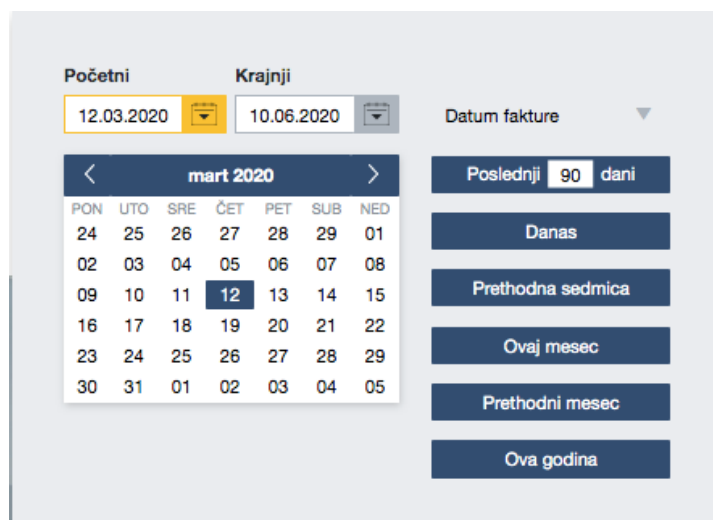 Početni Krajnji
12.03.2020 10.06.2020 Datum fakture
mart 2020
PON UTO SRE ČET PET SUB NED
24 25 26 27 28 29 01
02 03 04 05 06 07 08
09 10 11 12 13 14 15
16 17 18 19 20 21 22
23 24 25 26 27 28 29
30 31 01 02 03 04 05
Poslednji 90 dani
Danas
Prethodna sedmica
Ovaj mesec
Prethodni mesec
Ova godina